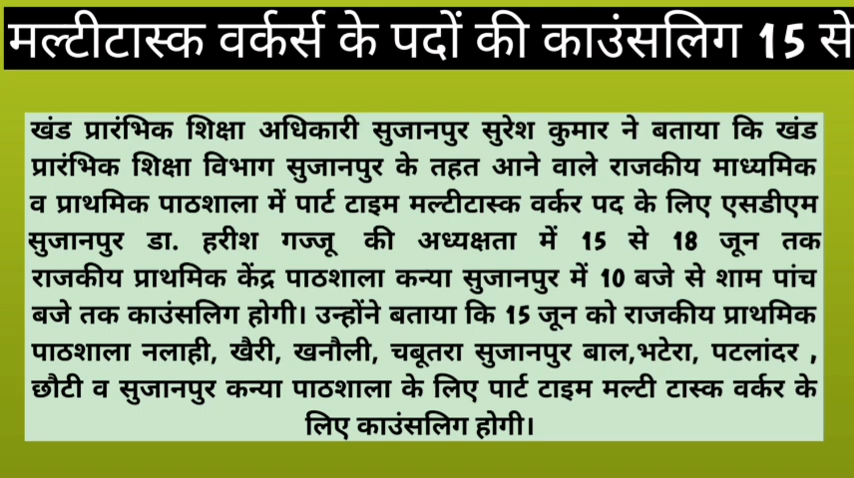 मल्टीटास्क वर्कर्स के पदों की काउंसलिग 15 से
खंड प्रारंभिक शिक्षा अधिकारी सुजानपुर सुरेश कुमार ने बताया कि खंड
प्रारंभिक शिक्षा विभाग सुजानपुर के तहत आने वाले राजकीय माध्यमिक
व प्राथमिक पाठशाला में पार्ट टाइम मल्टीटास्क वर्कर पद के लिए एसडीएम
सुजानपुर डा. हरीश गज्जू की अध्यक्षता में 15 से 18 जून तक
राजकीय प्राथमिक केंद्र पाठशाला कन्या सुजानपुर में 10 बजे से शाम पांच
बजे तक काउंसलिग होगी। उन्होंने बताया कि 15 जून को राजकीय प्राथमिक
पाठशाला नलाही, खैरी, खनौली, चबूतरा सुजानपुर बाल,भटेरा, पटलांदर ,
छौटी व सुजानपुर कन्या पाठशाला के लिए पार्ट टाइम मल्टी टास्क वर्कर के
लिए काउंसलिग होगी।